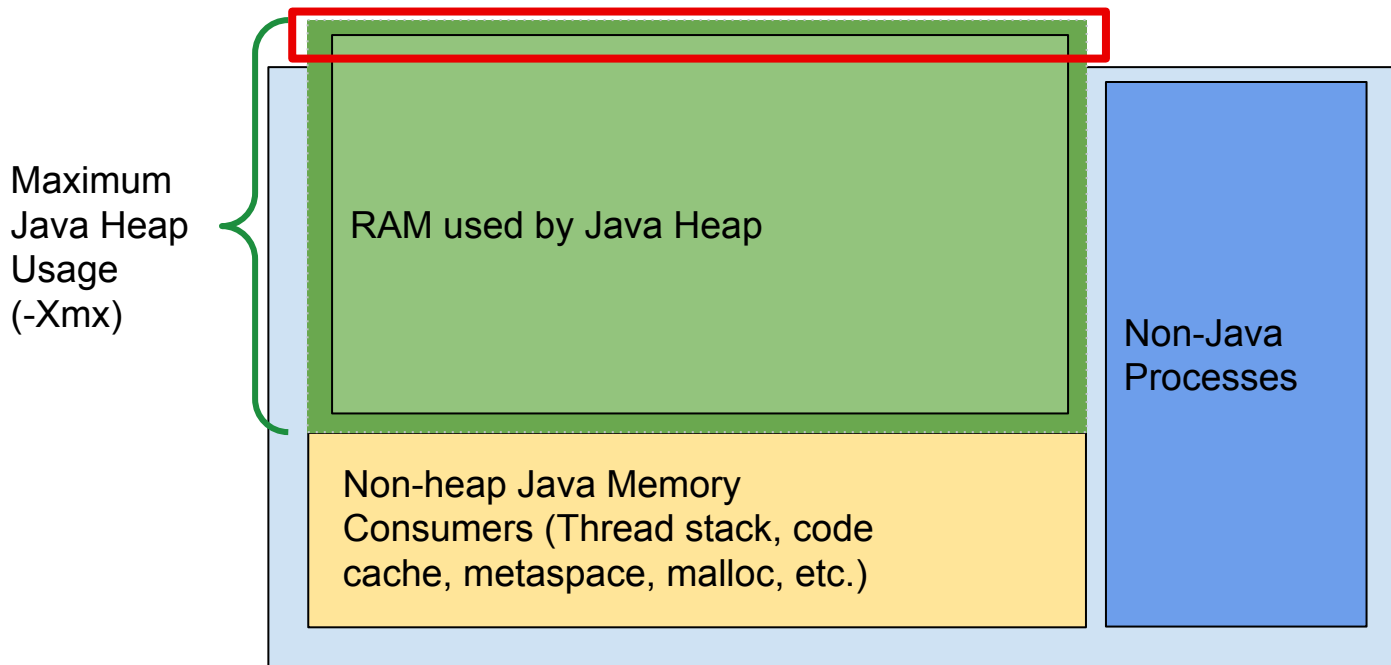 Maximum
Java Heap
Usage
(-Xmx)
RAM used by Java Heap
Non-Java
Processes
Non-heap Java Memory
Consumers (Thread stack, code
cache, metaspace, malloc, etc.)